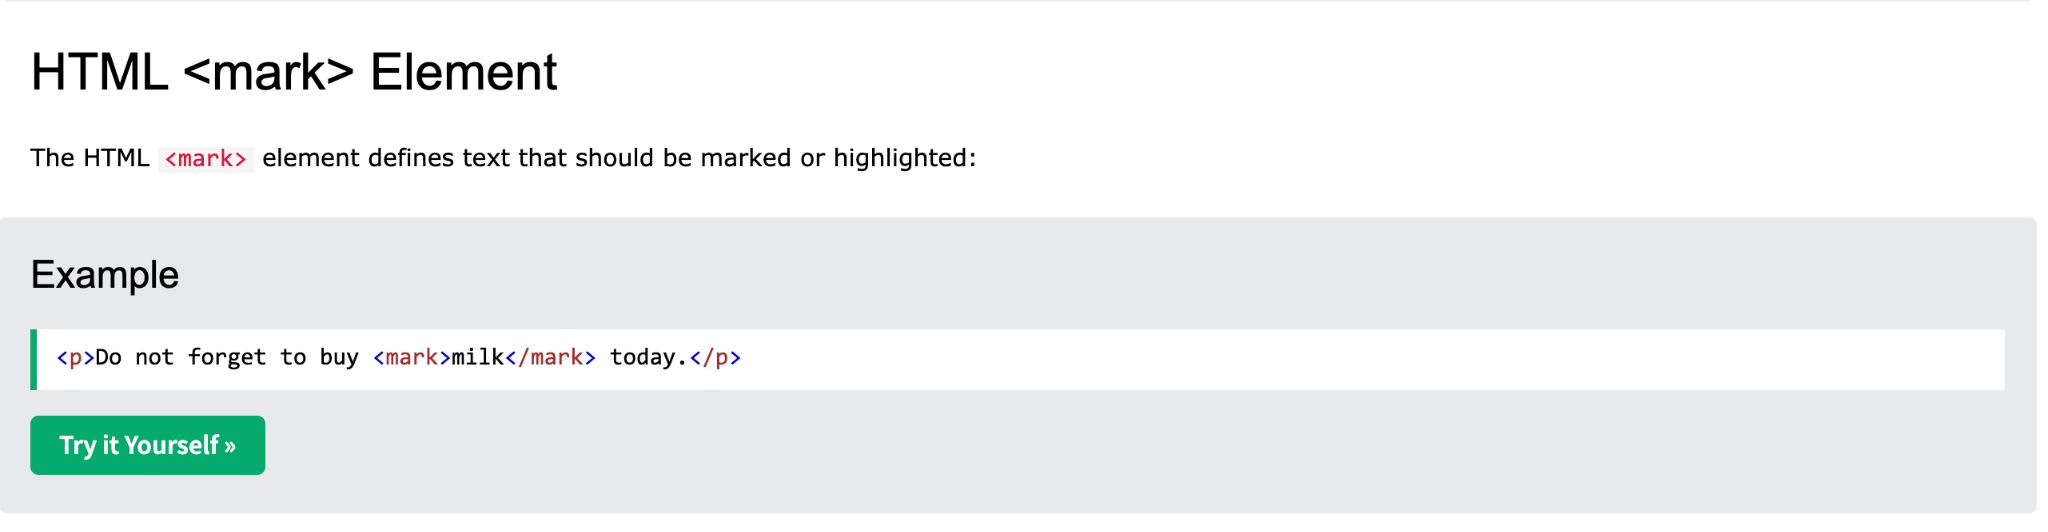 HTML <mark> Element
The HTML <mark> element defines text that should be marked or highlighted:
Example
<p>Do not forget to buy <mark>milk</mark> today.</p>
Try it Yourself »